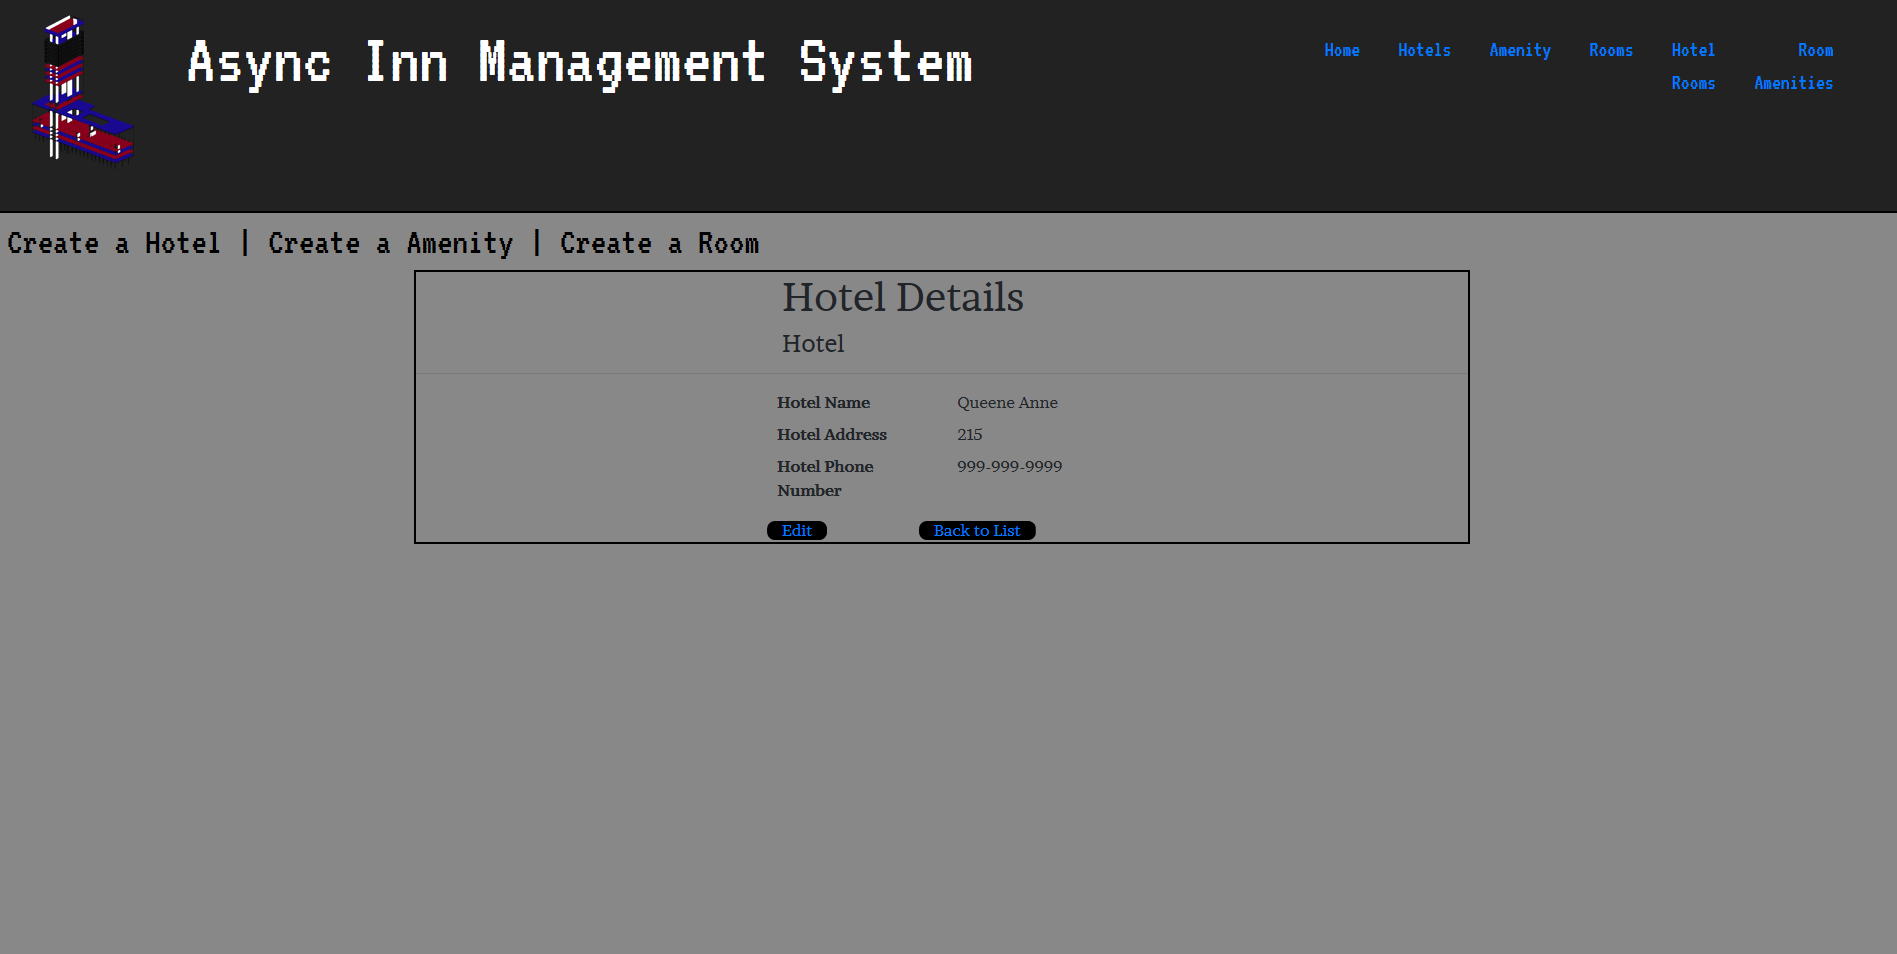 Async Inn Management System
Home Hotels Amenity Rooms Hotel Rooms Room Amenities
Create a Hotel | Create a Amenity | Create a Room
Hotel Details
Hotel
Hotel Name Queene Anne
Hotel Address 215
Hotel Phone Number 999-999-9999
Edit Back to List